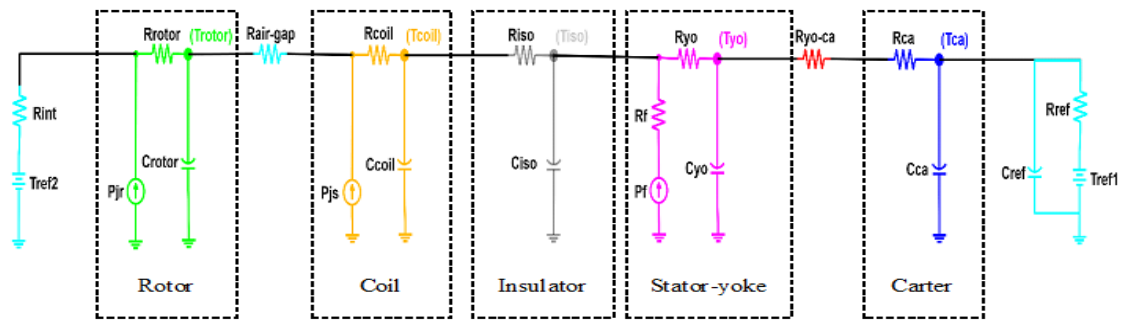 Rrotor
(Trotor)
Rair-gap
Rcoil
(Tcoil)
Riso
(Tiso)
Ryo
(Tyo)
Ryo-ca
Rca
(Tca)
Rint
Rf
Rref
Crotor
Ccoil
Ciso
Cyo
Cca
Cref
Tref2
Pjr
Pjs
Pf
Tref1
Rotor
Coil
Insulator
Stator-yoke
Carter